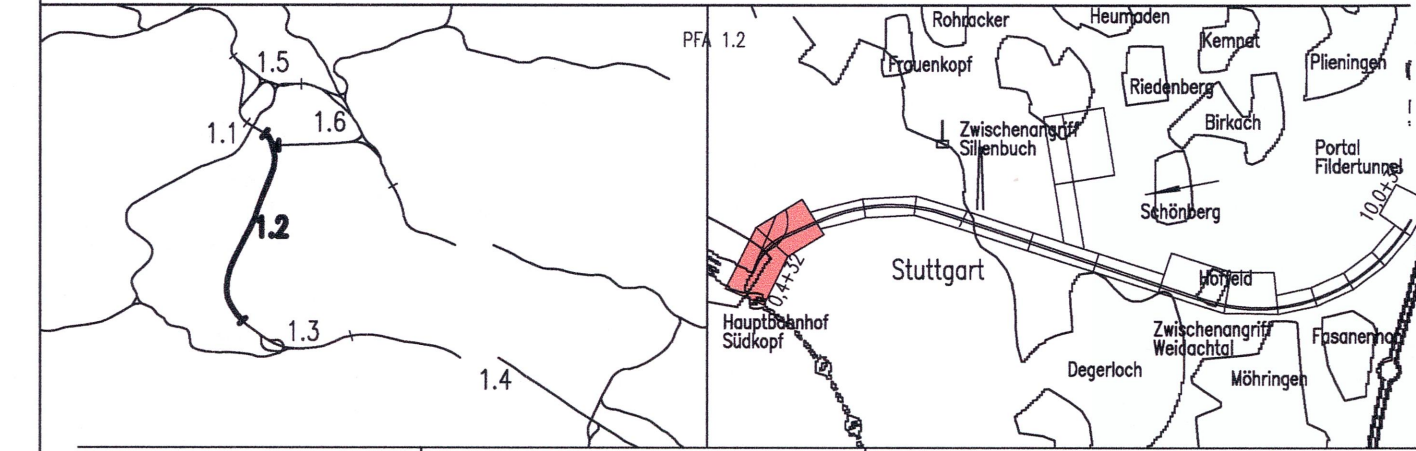 1.5
1.1
1.6
1.2
1.3
1.4
PFA 1.2
Rohracker
Heumaden
Kemnat
Frauenkopf
Plieningen
Riedenberg
Birkach
Zwischenangriff
Sillenbuch
Portal
Fildertunnel
Schönberg
Stuttgart
Hoffeld
0,4+32
Hauptbahnhof
Südkopf
Zwischenangriff
Weidachtal
Fasanenhof
Degerloch
Möhringen